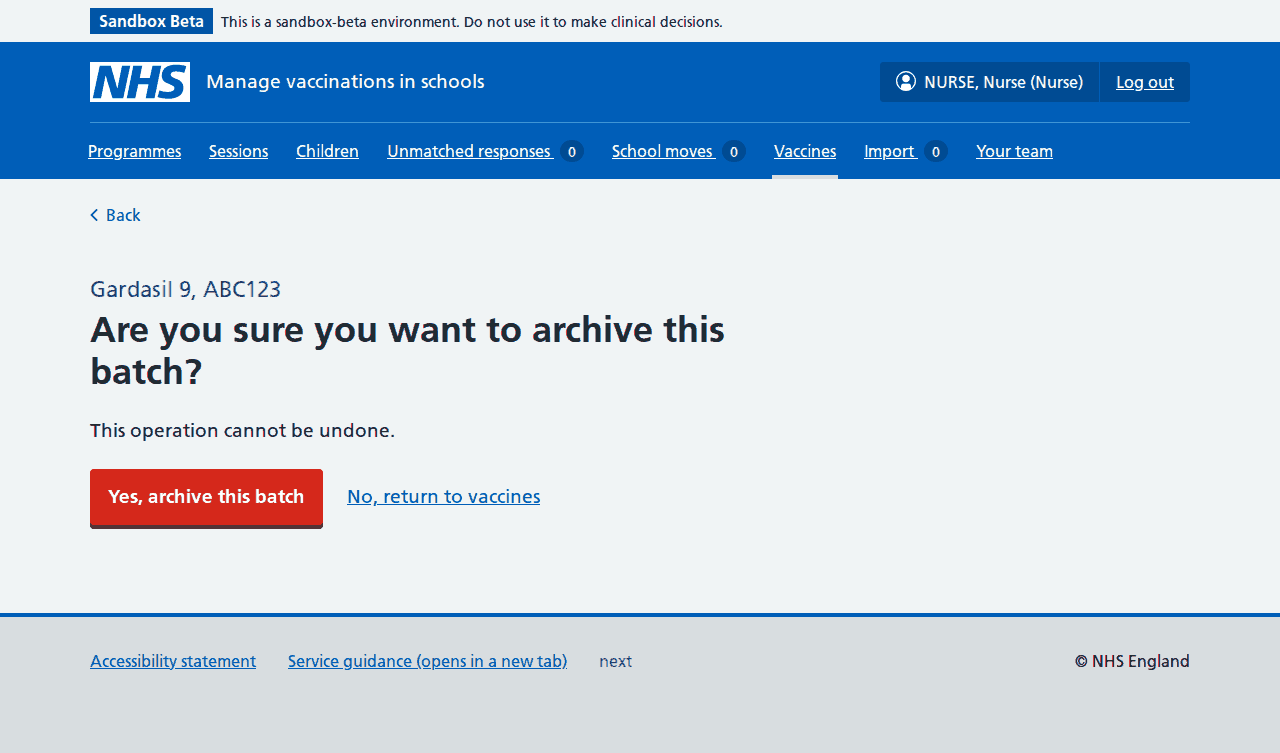 Sandbox Beta This is a sandbox-beta environment. Do not use it to make clinical decisions.
NHS Manage vaccinations in schools NURSE, Nurse (Nurse) Log out
Programmes Sessions Children Unmatched responses 0 School moves 0 Vaccines Import 0 Your team
Back
Gardasil 9, ABC123
Are you sure you want to archive this
batch?
This operation cannot be undone.
Yes, archive this batch No, return to vaccines
Accessibility statement Service guidance (opens in a new tab) next © NHS England